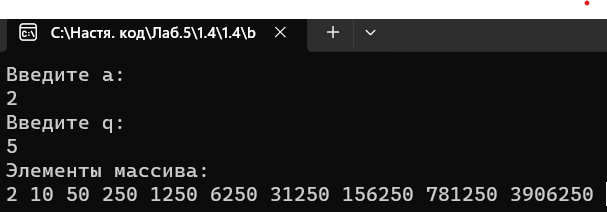 C:\Настя. код\Лаб.5\1.4\1.4\b
Введите a:
2
Введите q:
5
Элементы массива:
2 10 50 250 1250 6250 31250 156250 781250 3906250